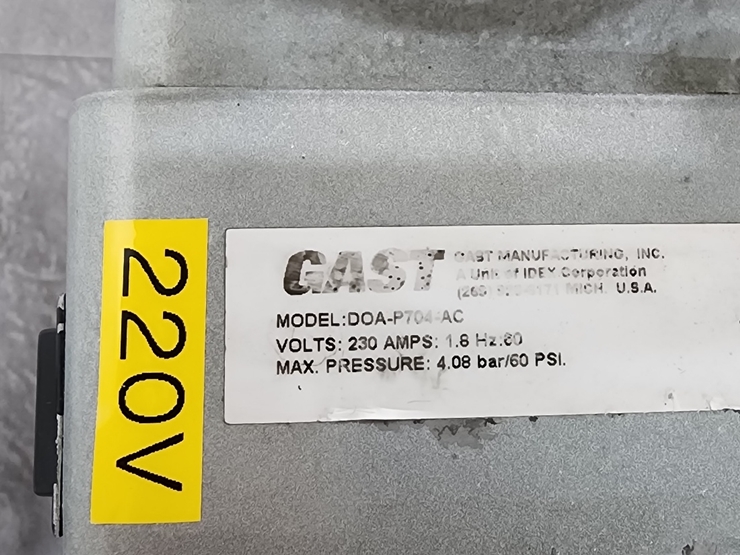 220V
GAST
GAST MANUFACTURING, INC.
A Unit of IDEX Corporation
MICH. U.S.A.
MODEL:DOA-P704-AC
VOLTS: 230 AMPS: 1.8 Hz:60
MAX. PRESSURE: 4.08 bar/60 PSI.